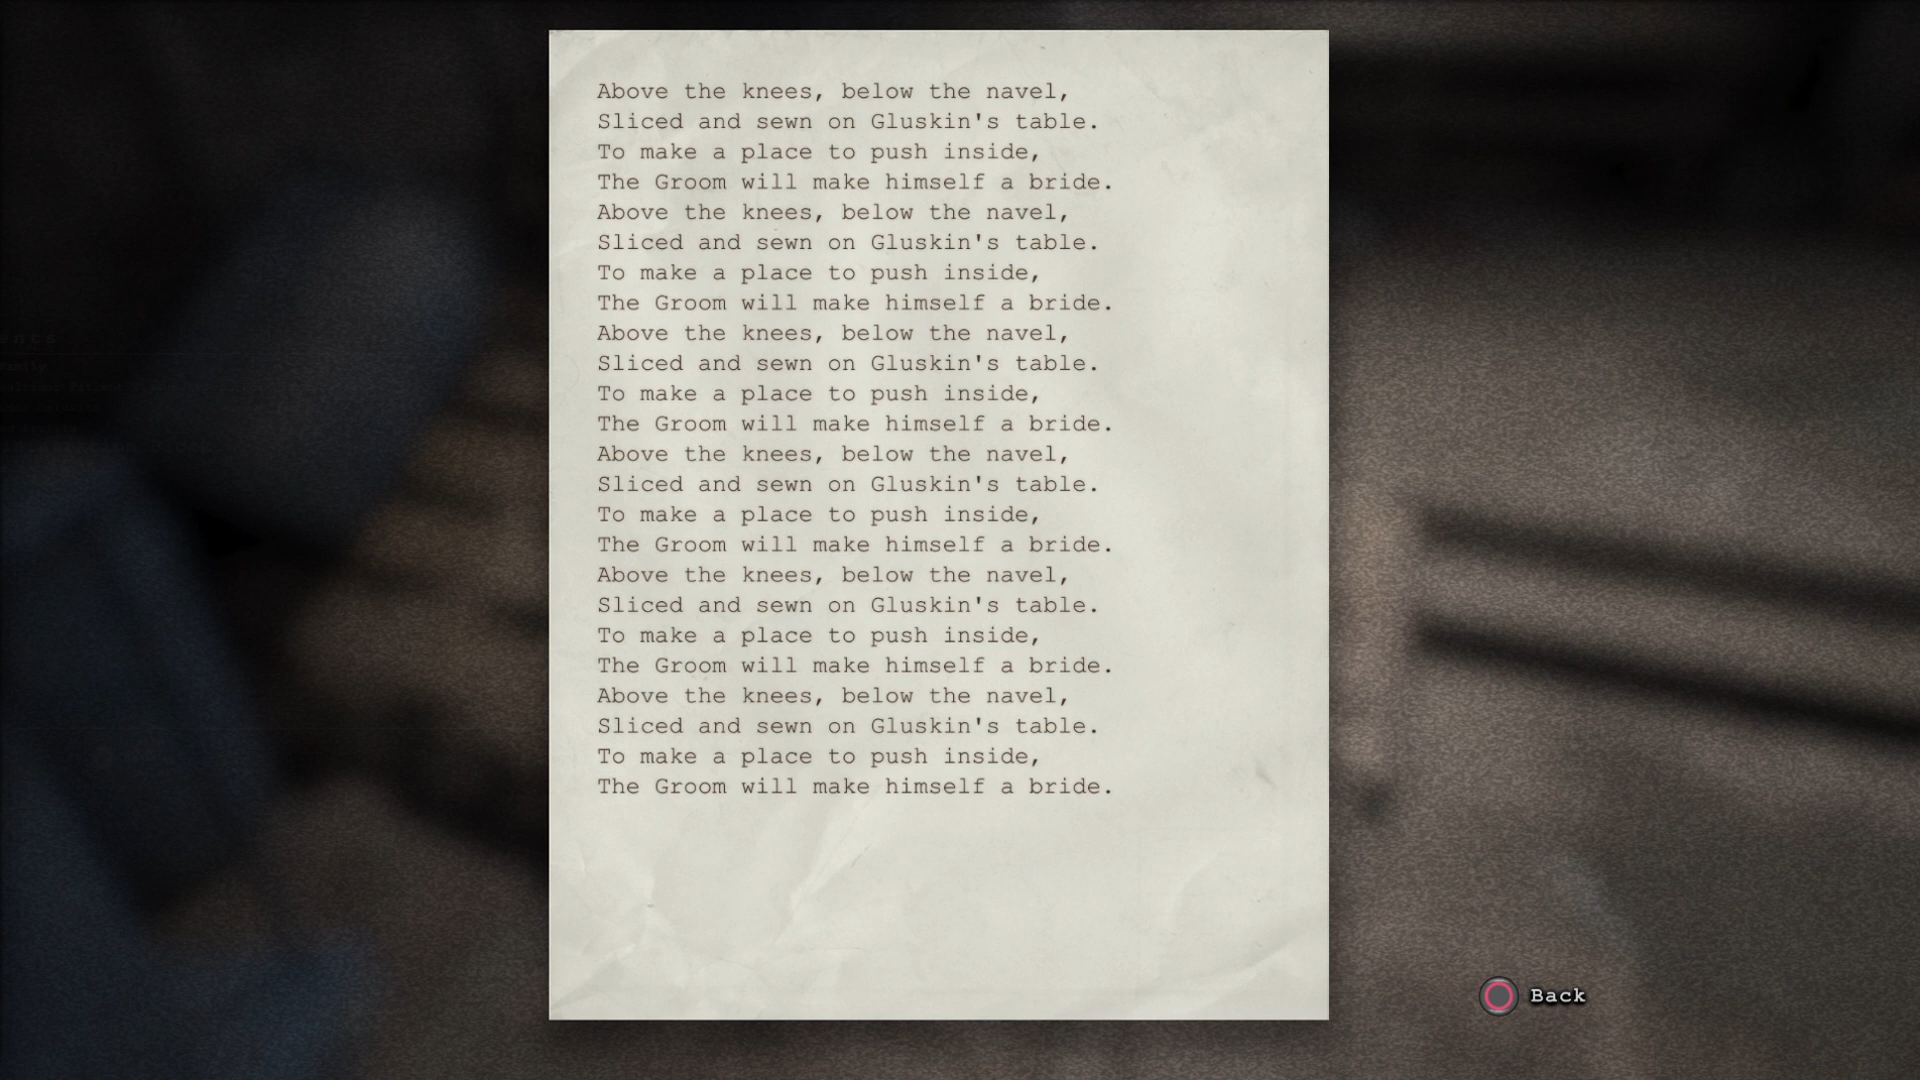 Above the knees, below the navel,
Sliced and sewn on Gluskin's table.
To make a place to push inside,
The Groom will make himself a bride.
Above the knees, below the navel,
Sliced and sewn on Gluskin's table.
To make a place to push inside,
The Groom will make himself a bride.
Above the knees, below the navel,
Sliced and sewn on Gluskin's table.
To make a place to push inside,
The Groom will make himself a bride.
Above the knees, below the navel,
Sliced and sewn on Gluskin's table.
To make a place to push inside,
The Groom will make himself a bride.
Above the knees, below the navel,
Sliced and sewn on Gluskin's table.
To make a place to push inside,
The Groom will make himself a bride.
Above the knees, below the navel,
Sliced and sewn on Gluskin's table.
To make a place to push inside,
The Groom will make himself a bride.
Back